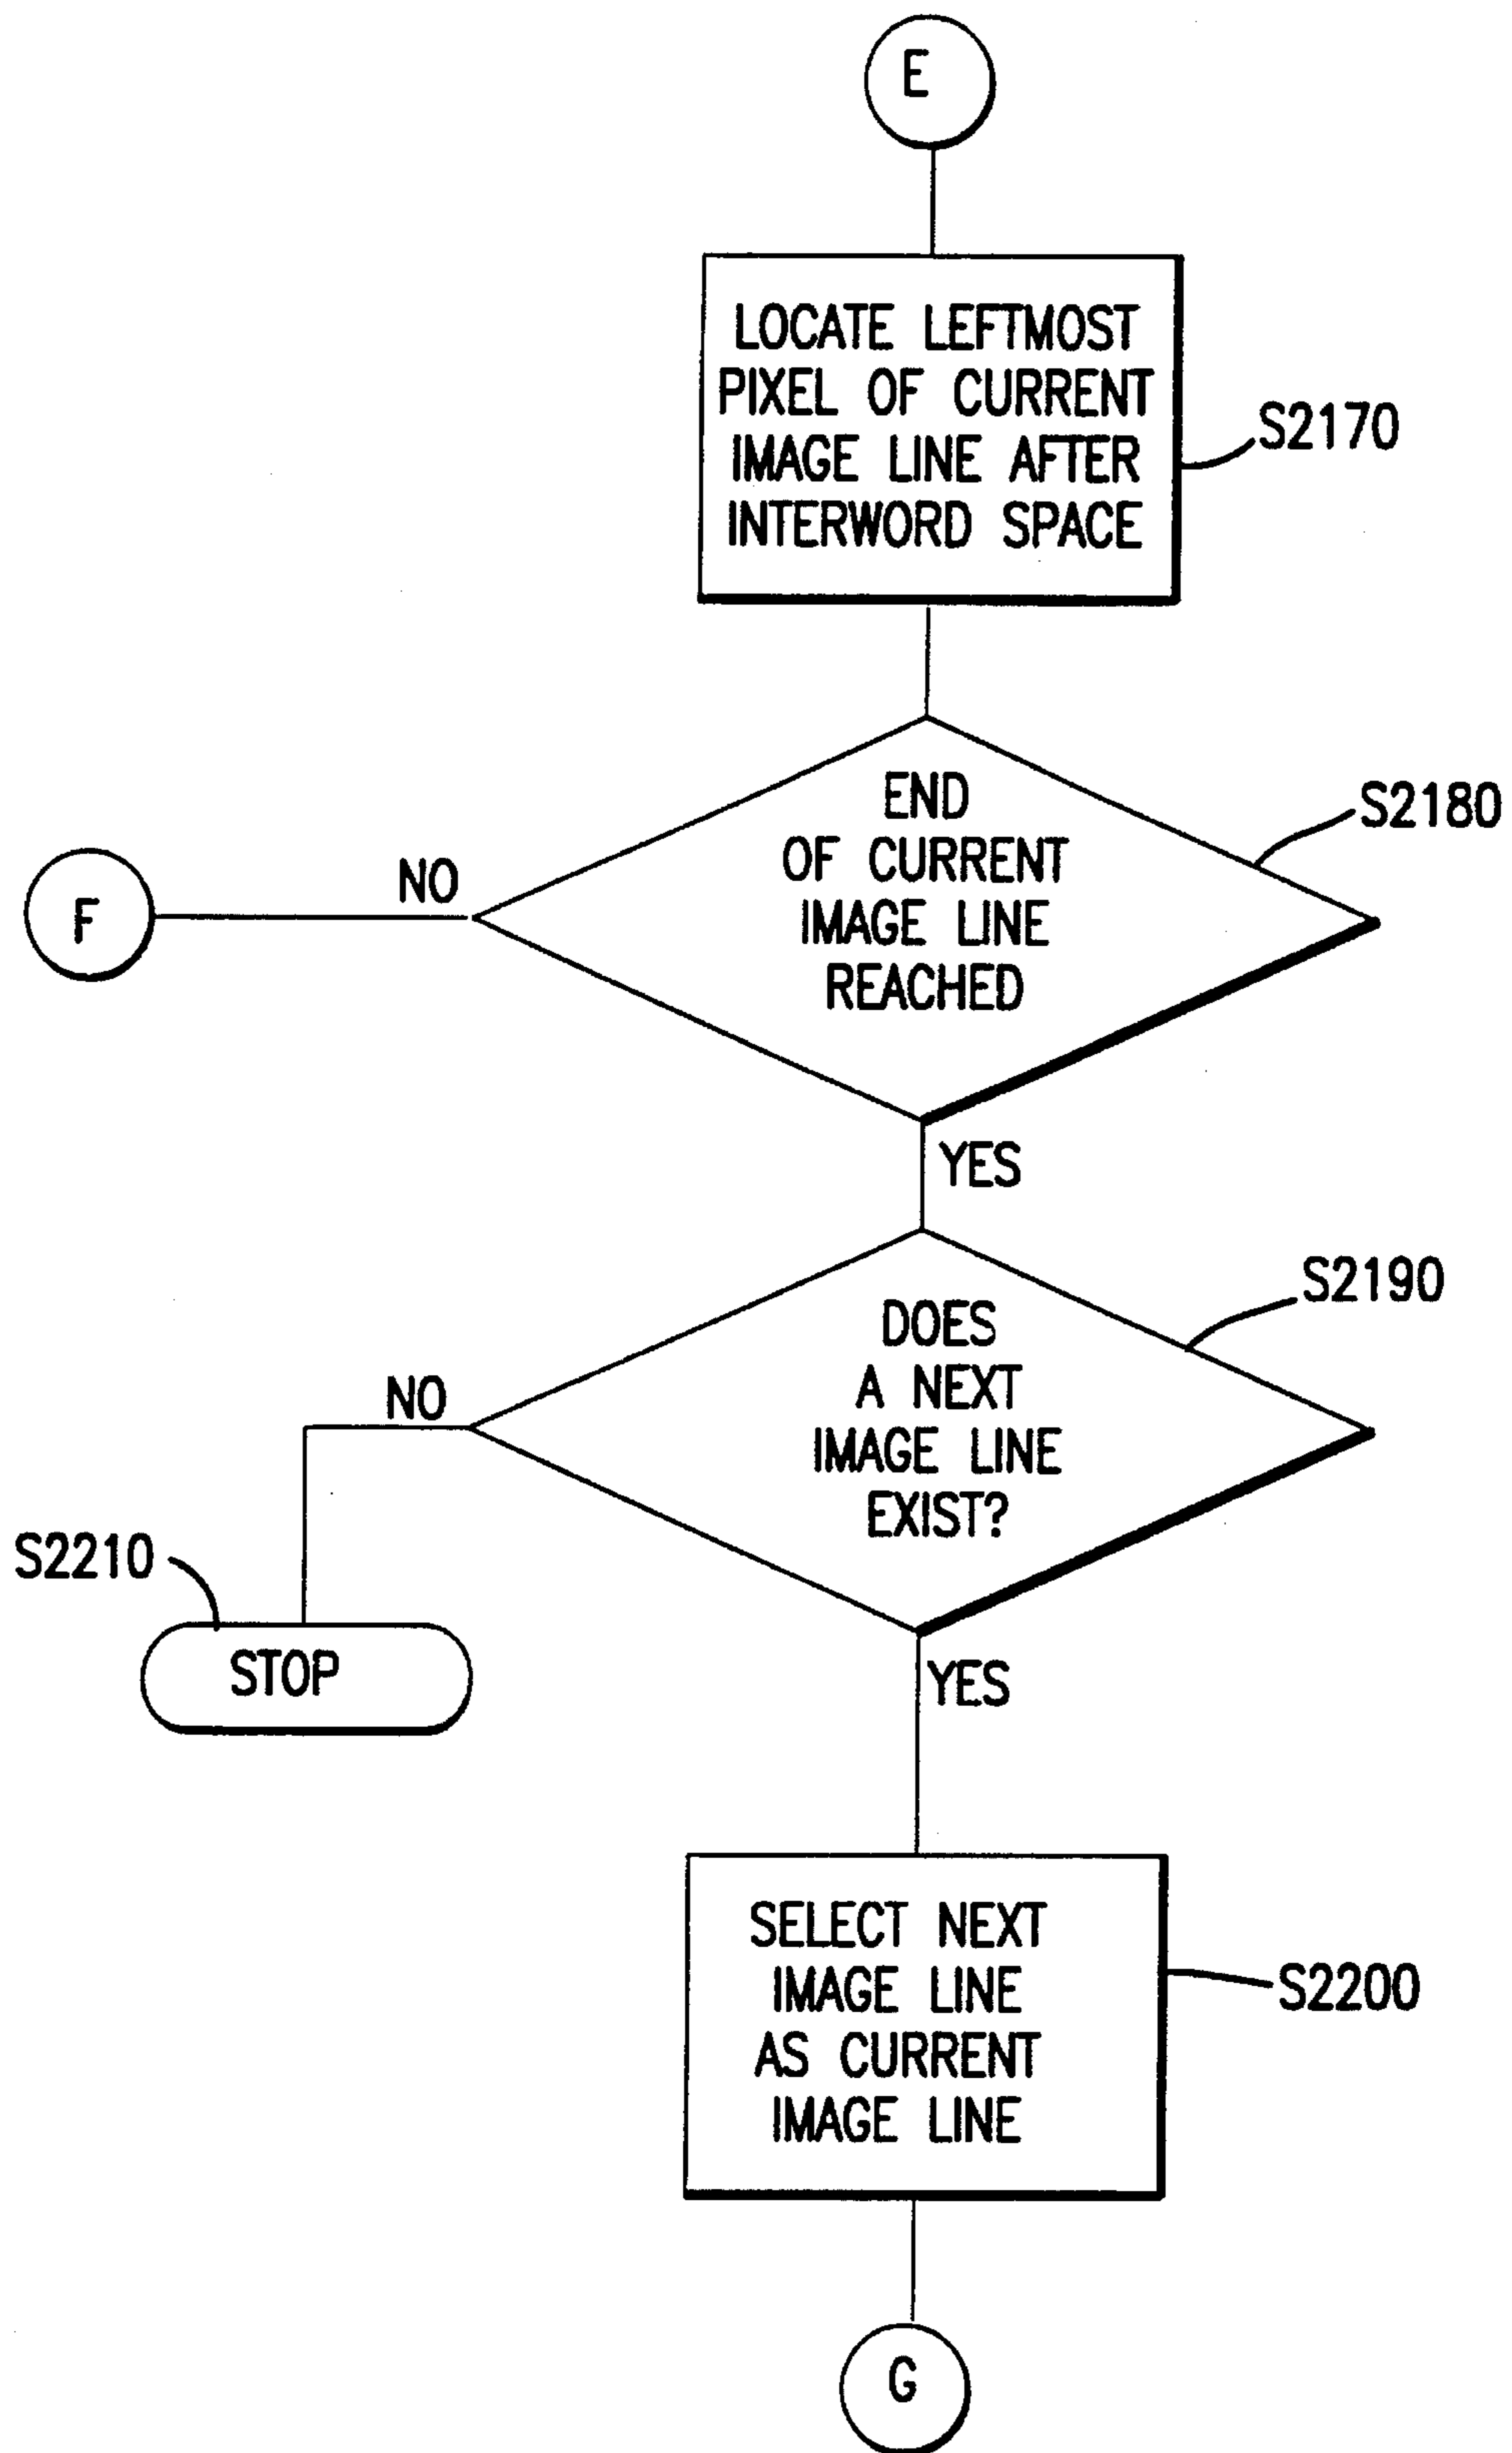 E
LOCATE LEFTMOST
PIXEL OF CURRENT
IMAGE LINE AFTER
INTERWORD SPACE
S2170
END
OF CURRENT
IMAGE LINE
REACHED
S2180
NO
F
YES
DOES
A NEXT
IMAGE LINE
EXIST?
S2190
NO
S2210
STOP
YES
SELECT NEXT
IMAGE LINE
AS CURRENT
IMAGE LINE
S2200
G